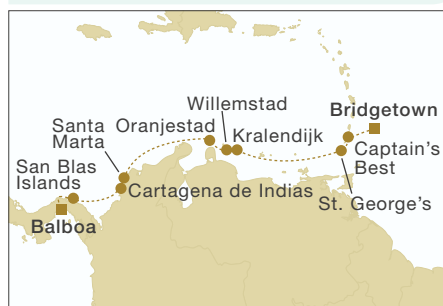 Willemstad
Bridgetown
Santa
Marta
Oranjestad
Kralendijk
Captain's
Best
San Blas
Islands
Cartagena de Indias
St. George's
Balboa